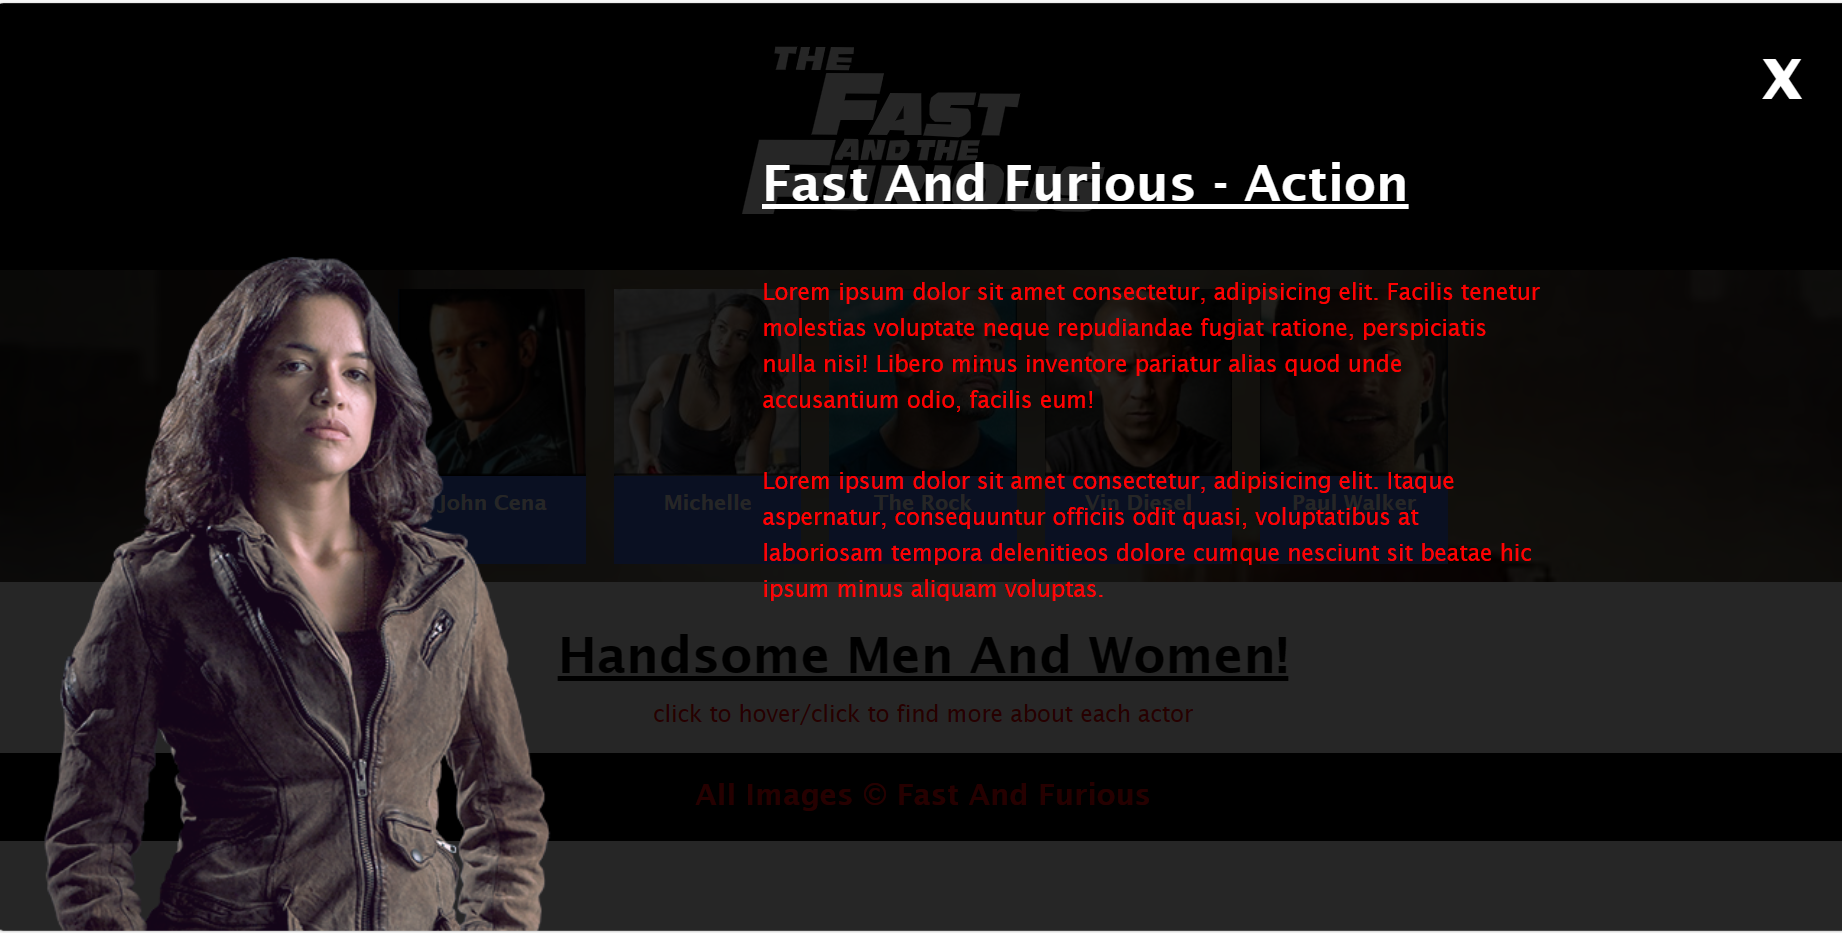 THE
FAST
AND THE
FURIOUS
X
Fast And Furious - Action
Lorem ipsum dolor sit amet consectetur, adipisicing elit. Facilis tenetur
molestias voluptate neque repudiandae fugiat ratione, perspiciatis
nulla nisi! Libero minus inventore pariatur alias quod unde
accusantium odio, facilis eum!
Lorem ipsum dolor sit amet consectetur, adipisicing elit. Itaque
aspernatur, consequuntur officiis odit quasi, voluptatibus at
laboriosam tempora delenitieos dolore cumque nesciunt sit beatae hic
ipsum minus aliquam voluptas.
John Cena
Michelle
The Rock
Vin Diesel
Paul Walker
Handsome Men And Women!
click to hover/click to find more about each actor
All Images © Fast And Furious